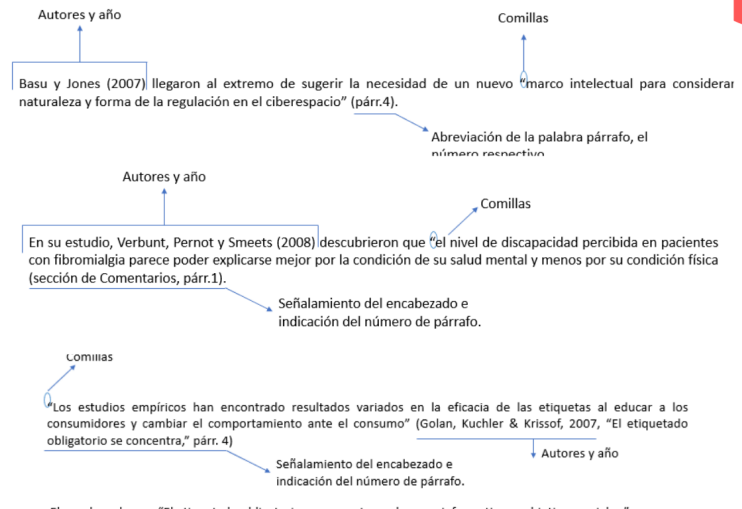 Autores y año
Comillas
Basu y Jones (2007) llegaron al extremo de sugerir la necesidad de un nuevo “marco intelectual para considerar
naturaleza y forma de la regulación en el ciberespacio” (párr.4).
Abreviación de la palabra párrafo, el
número respectivo
Autores y año
Comillas
En su estudio, Verbunt, Pernot y Smeets (2008) descubrieron que “el nivel de discapacidad percibida en pacientes
con fibromialgia parece poder explicarse mejor por la condición de su salud mental y menos por su condición física
(sección de Comentarios, párr.1).
Señalamiento del encabezado e
indicación del número de párrafo.
Comillas
“Los estudios empíricos han encontrado resultados variados en la eficacia de las etiquetas al educar a los
consumidores y cambiar el comportamiento ante el consumo” (Golan, Kuchler & Krissof, 2007, “El etiquetado
obligatorio se concentra,” párr. 4)
Autores y año
Señalamiento del encabezado e
indicación del número de párrafo.